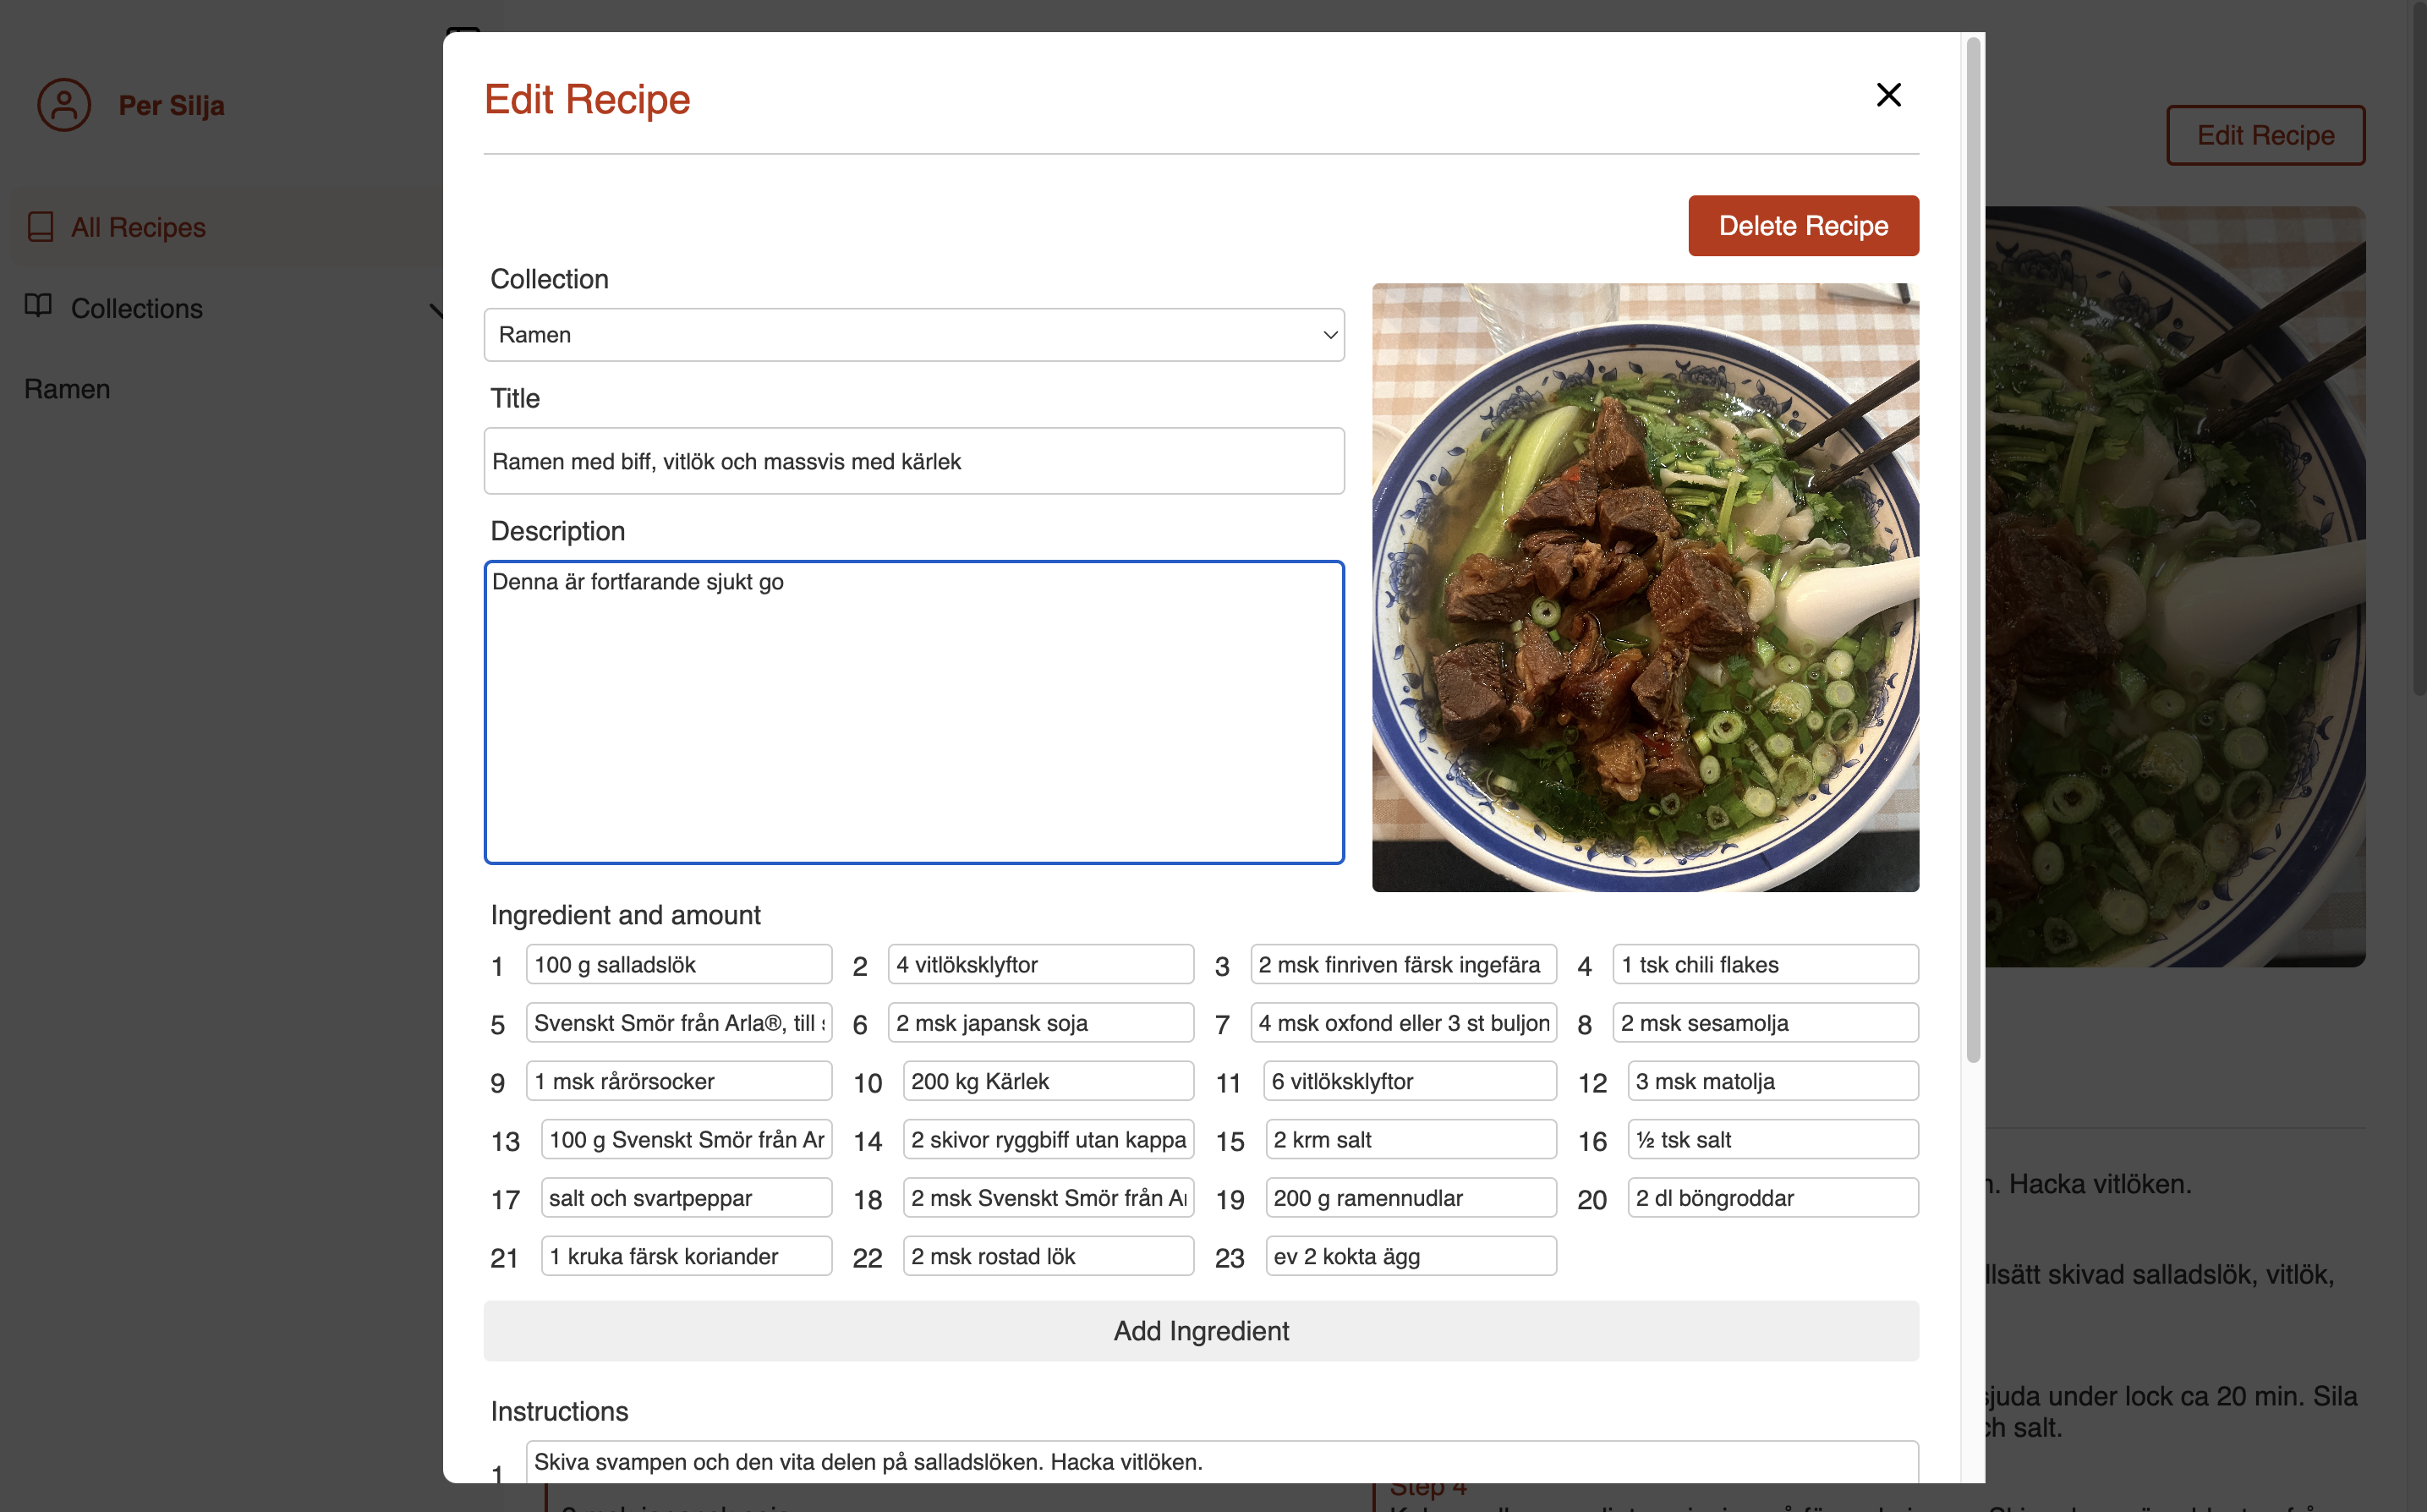 Per Silja
All Recipes
Collections
Ramen
Edit Recipe
Edit Recipe
Delete Recipe
Collection
Ramen
Title
Ramen med biff, vitlök och massvis med kärlek
Description
Denna är fortfarande sjukt go
Ingredient and amount
1 100 g salladslök 2 4 vitlöksklyftor 3 2 msk finriven färsk ingefära 4 1 tsk chili flakes
5 Svenskt Smör från Arla®, till 6 2 msk japansk soja 7 4 msk oxfond eller 3 st buljon 8 2 msk sesamolja
9 1 msk rårörsocker 10 200 kg Kärlek 11 6 vitlöksklyftor 12 3 msk matolja
13 100 g Svenskt Smör från Ar 14 2 skivor ryggbiff utan kappa 15 2 krm salt 16 ½ tsk salt
17 salt och svartpeppar 18 2 msk Svenskt Smör från 19 200 g ramennudlar 20 2 dl böngroddar
21 1 kruka färsk koriander 22 2 msk rostad lök 23 ev 2 kokta ägg
Add Ingredient
Instructions
1 Skiva svampen och den vita delen på salladslöken. Hacka vitlöken.
Hacka vitlöken.
skivad salladslök, vitlök,
sjuda under lock ca 20 min. Sila
salt.
Step 4